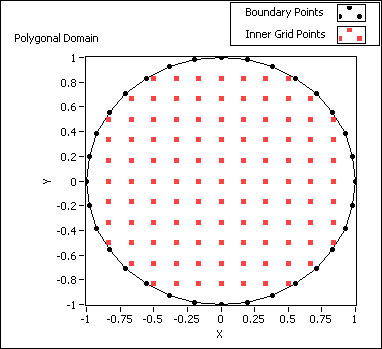 Boundary Points
Inner Grid Points
Polygonal Domain
1
0.8
0.6
0.4
0.2
0
-0.2
-0.4
-0.6
-0.8
-1
Y
-1 -0.75 -0.5 -0.25 0 0.25 0.5 0.75 1
X